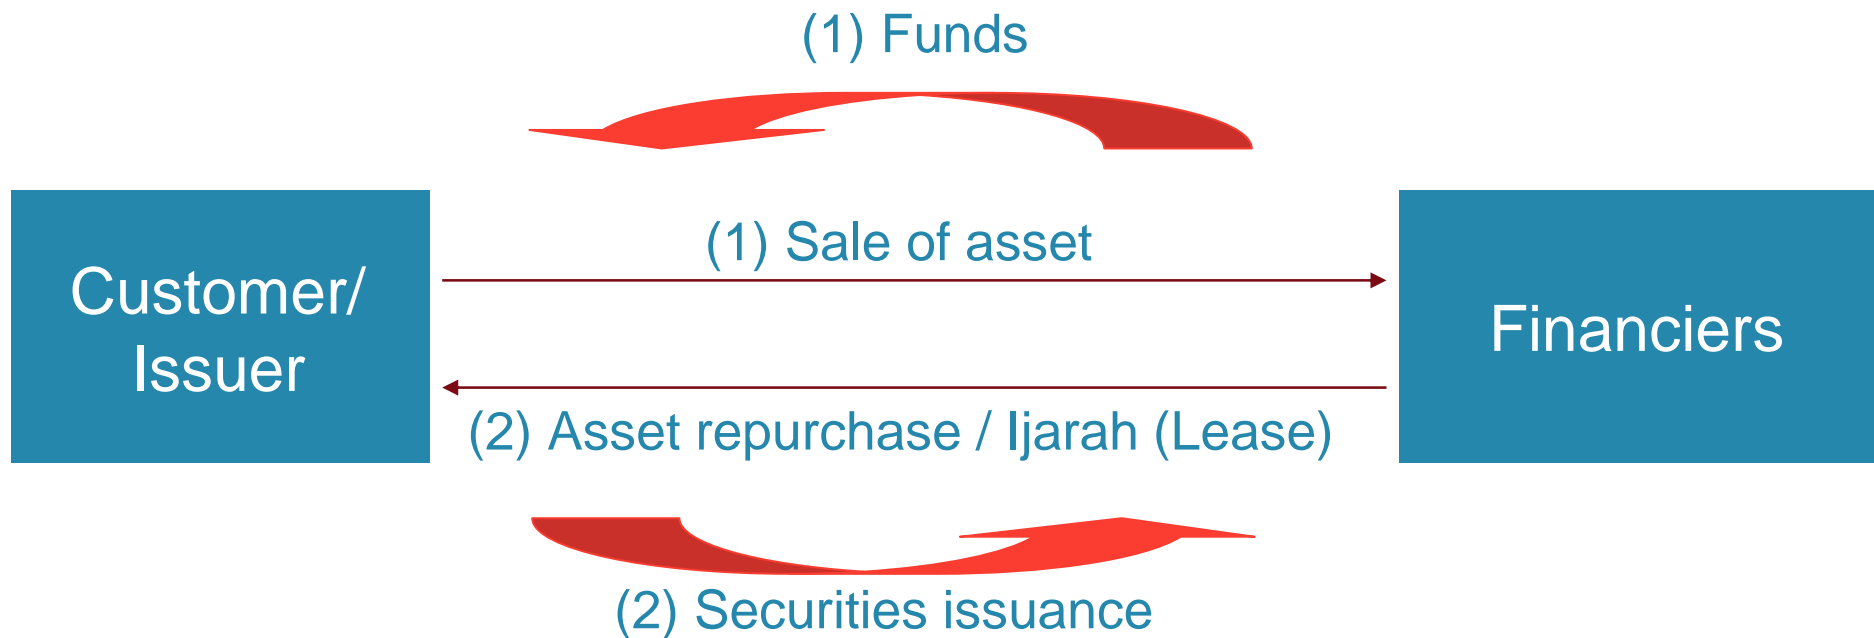 (1) Funds
(1) Sale of asset
Customer/
Issuer
Financiers
(2) Asset repurchase / Ijarah (Lease)
(2) Securities issuance